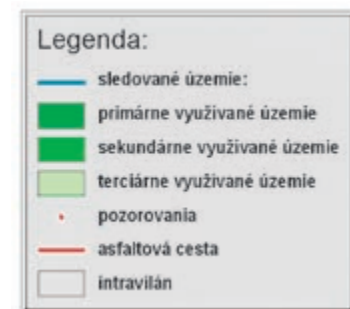 Legenda:
sledované územie:
primárne využívané územie
sekundárne využívané územie
terciárne využívané územie
pozorovania
asfaltová cesta
intravilán